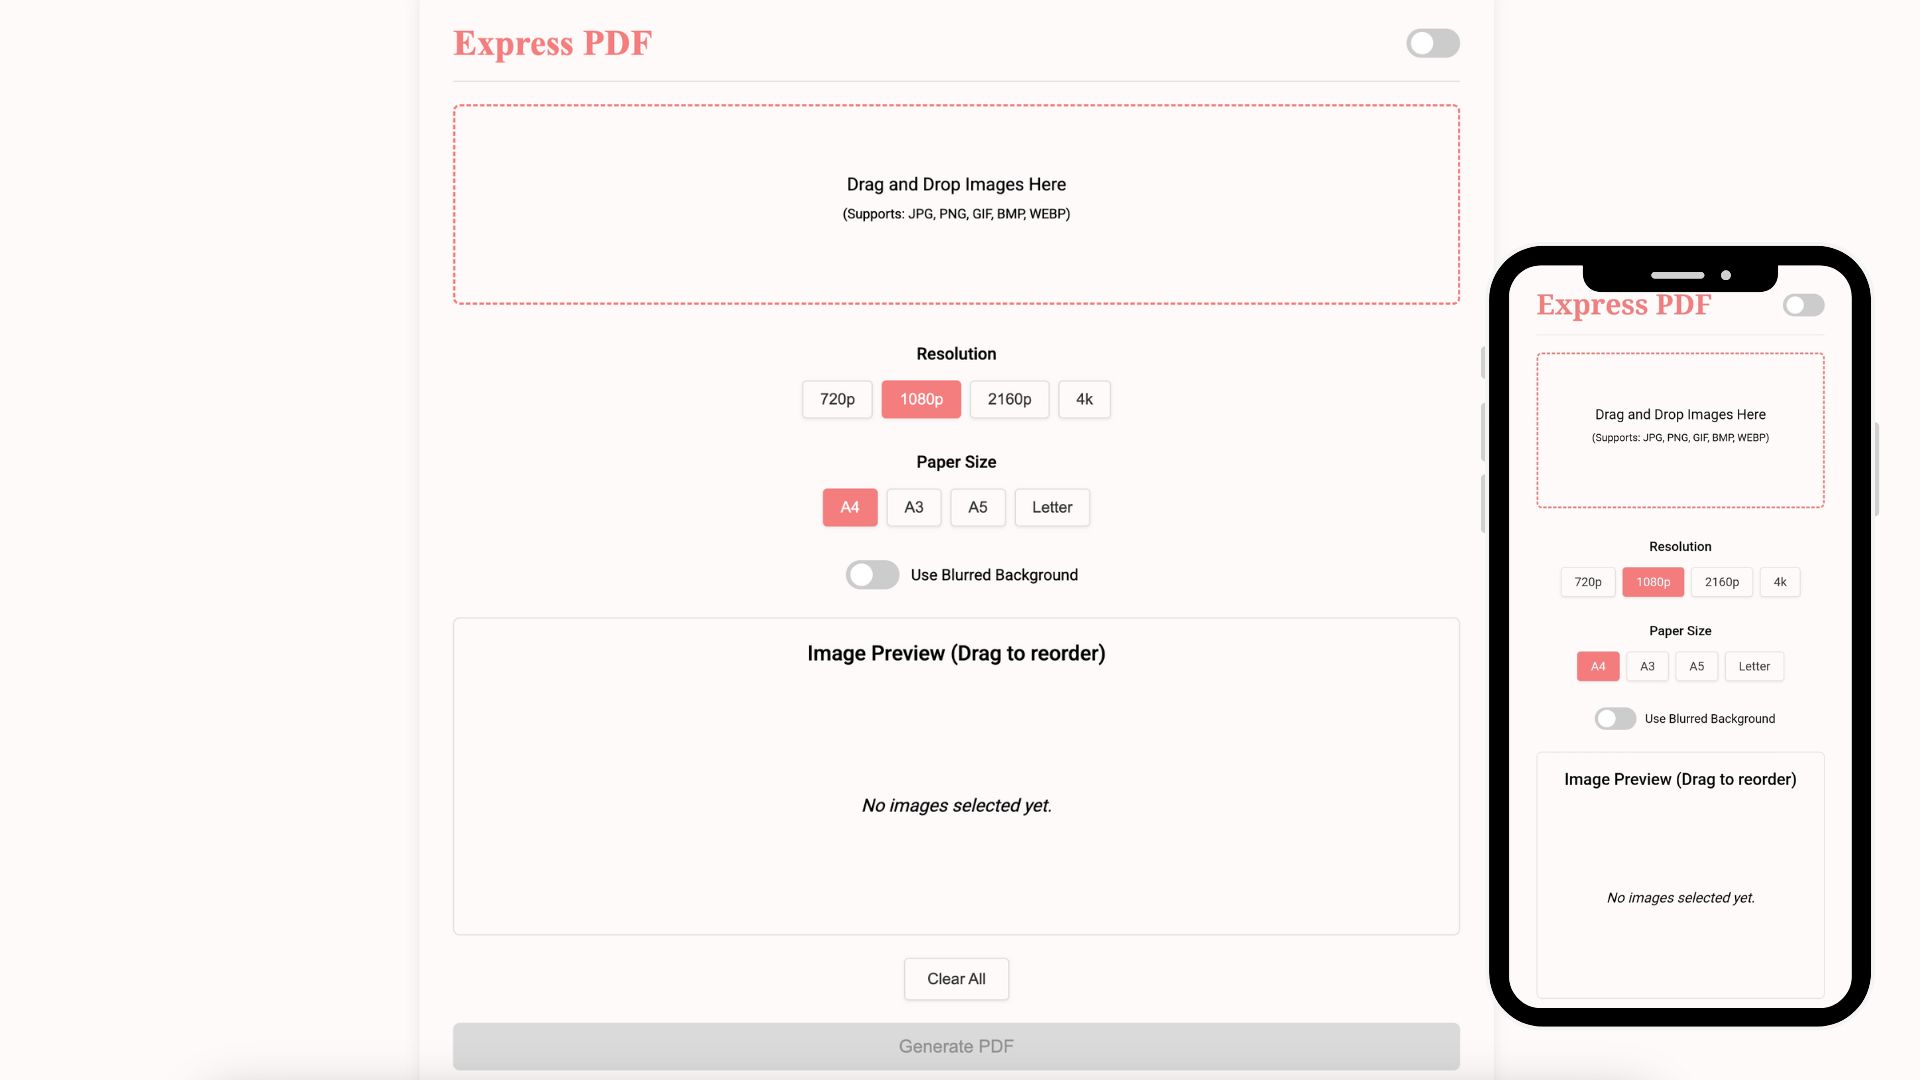 Express PDF
Drag and Drop Images Here
(Supports: JPG, PNG, GIF, BMP, WEBP)
Resolution
720p 1080p 2160p 4k
Paper Size
A4 A3 A5 Letter
Use Blurred Background
Image Preview (Drag to reorder)
No images selected yet.
Clear All
Generate PDF
Express PDF
Drag and Drop Images Here
(Supports: JPG, PNG, GIF, BMP, WEBP)
Resolution
720p 1080p 2160p 4k
Paper Size
A4 A3 A5 Letter
Use Blurred Background
Image Preview (Drag to reorder)
No images selected yet.